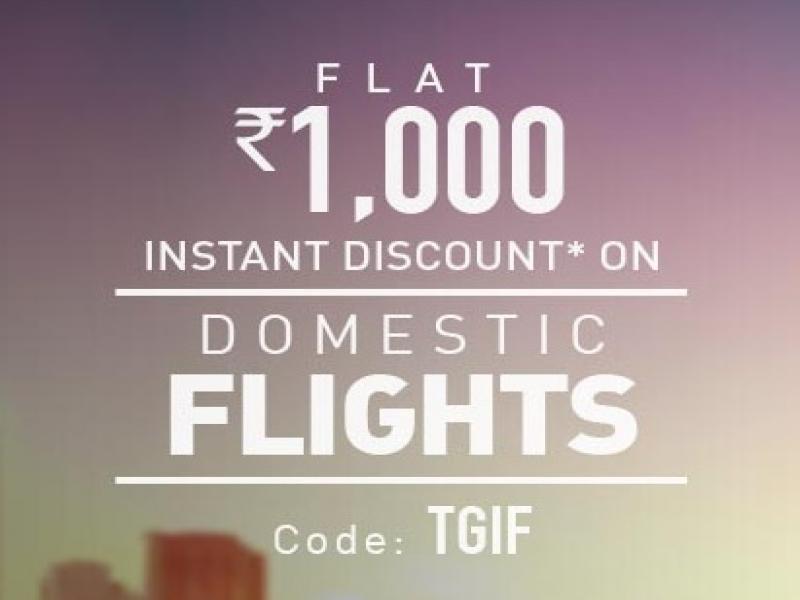 FLAT
₹1,000
INSTANT DISCOUNT* ON
DOMESTIC
FLIGHTS
Code: TGIF